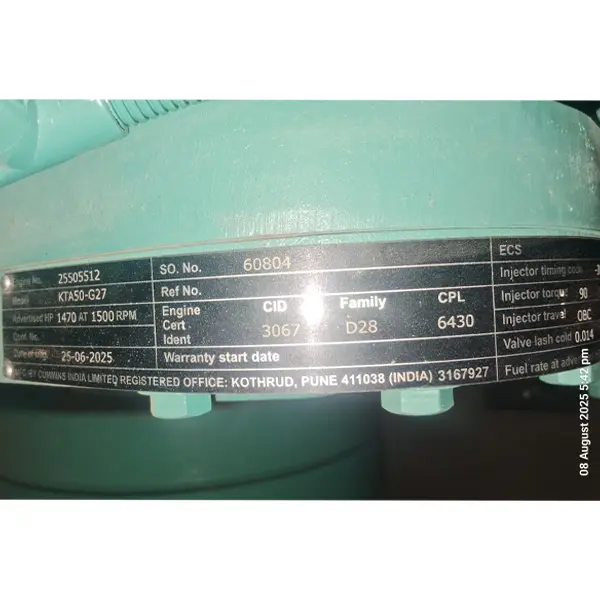 Engine No. 25505512
Model KTA50-G27
Advertised HP 1470 AT 1500 RPM
Cont. No.
Date of Mfg. 25-06-2025
SO. No. 60804
Ref No.
Engine Cert Ident
CID Family CPL
3067 D28 6430
Warranty start date
MFG. BY CUMMINS INDIA LIMITED REGISTERED OFFICE: KOTHRUD, PUNE 411038 (INDIA) 3167927
ECS
Injector timing code
Injector torque 90
Injector travel OBC
Valve lash cold 0.014
Fuel rate at adve
08 August 2025 5:42 pm